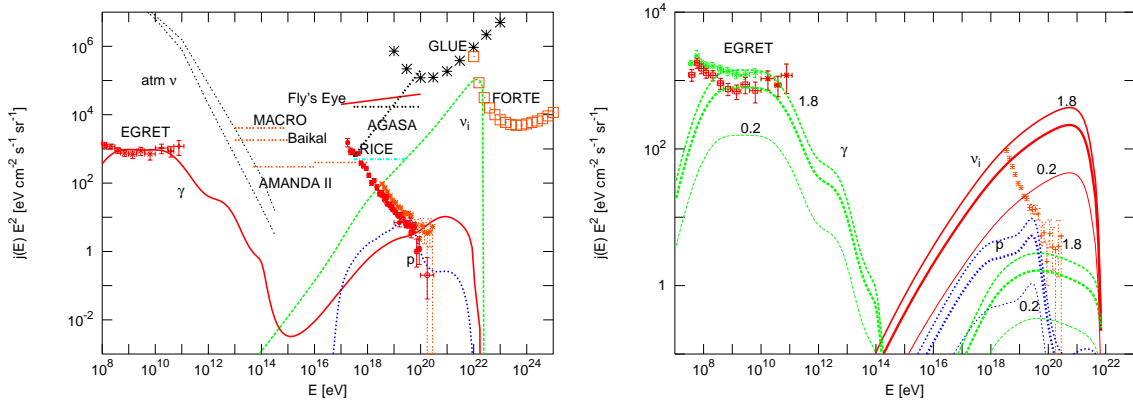 10^6
10^4
10^2
1
10^-2
j(E) E^2 [eV cm^-2 s^-1 sr^-1]
10^8 10^10 10^12 10^14 10^16 10^18 10^20 10^22 10^24
E [eV]
GLUE
atm ν
Fly's Eye
FORTE
MACRO
AGASA
ν_i
EGRET
Baikal
RICE
AMANDA II
γ
p
10^4
10^2
1
j(E) E^2 [eV cm^-2 s^-1 sr^-1]
10^8 10^10 10^12 10^14 10^16 10^18 10^20 10^22
E [eV]
EGRET
1.8
1.8
0.2
γ
ν_i
0.2
p
1.8
0.2